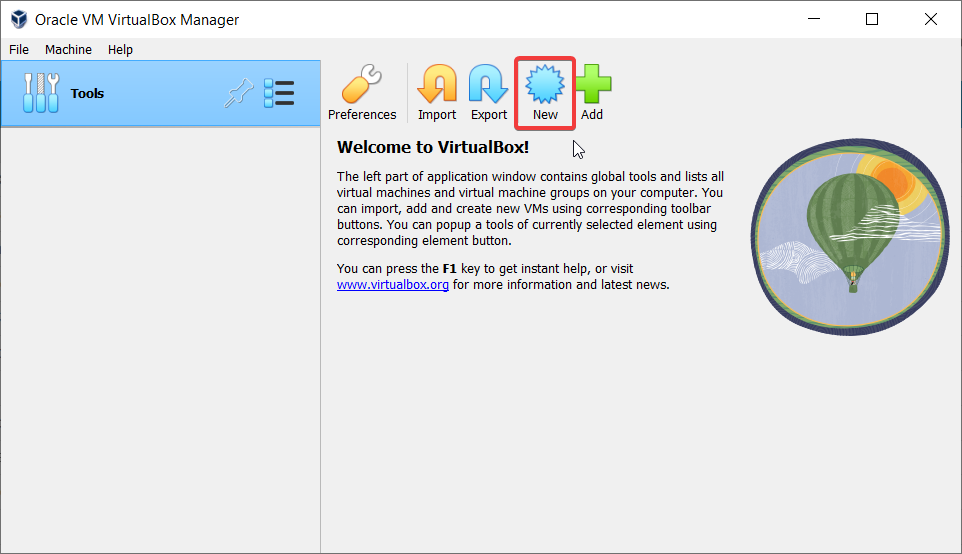 Oracle VM VirtualBox Manager
File Machine Help
Tools
Preferences Import Export New Add
Welcome to VirtualBox!
The left part of application window contains global tools and lists all
virtual machines and virtual machine groups on your computer. You
can import, add and create new VMs using corresponding toolbar
buttons. You can popup a tools of currently selected element using
corresponding element button.
You can press the F1 key to get instant help, or visit
www.virtualbox.org for more information and latest news.